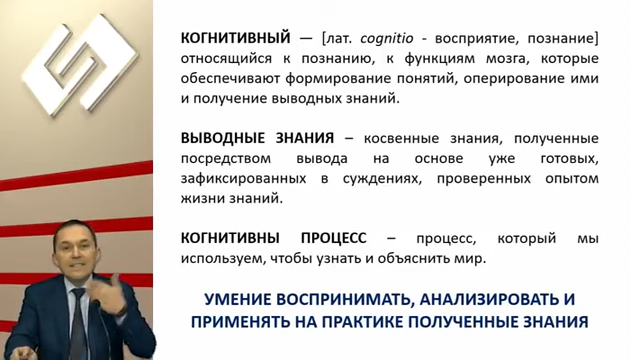 КОГНИТИВНЫЙ — [лат. cognitio - восприятие, познание]
относящийся к познанию, к функциям мозга, которые
обеспечивают формирование понятий, оперирование ими
и получение выводных знаний.
ВЫВОДНЫЕ ЗНАНИЯ – косвенные знания, полученные
посредством вывода на основе уже готовых,
зафиксированных в суждениях, проверенных опытом
жизни знаний.
КОГНИТИВНЫ ПРОЦЕСС – процесс, который мы
используем, чтобы узнать и объяснить мир.
УМЕНИЕ ВОСПРИНИМАТЬ, АНАЛИЗИРОВАТЬ И
ПРИМЕНЯТЬ НА ПРАКТИКЕ ПОЛУЧЕННЫЕ ЗНАНИЯ